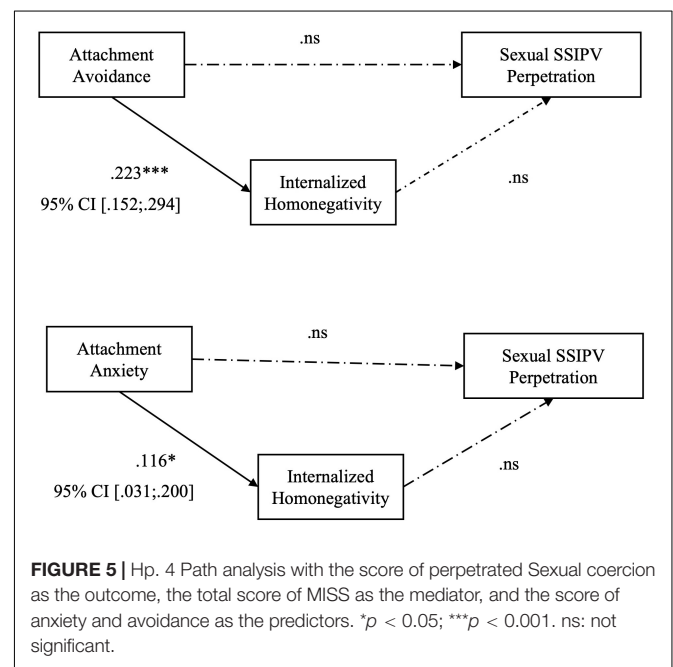 .ns
Attachment
Avoidance
Sexual SSIPV
Perpetration
.223***
95% CI [.152;.294]
Internalized
Homonegativity
.ns
.ns
Attachment
Anxiety
Sexual SSIPV
Perpetration
.116*
95% CI [.031;.200]
Internalized
Homonegativity
.ns
FIGURE 5 | Hp. 4 Path analysis with the score of perpetrated Sexual coercion
as the outcome, the total score of MISS as the mediator, and the score of
anxiety and avoidance as the predictors. *p < 0.05; ***p < 0.001. ns: not
significant.